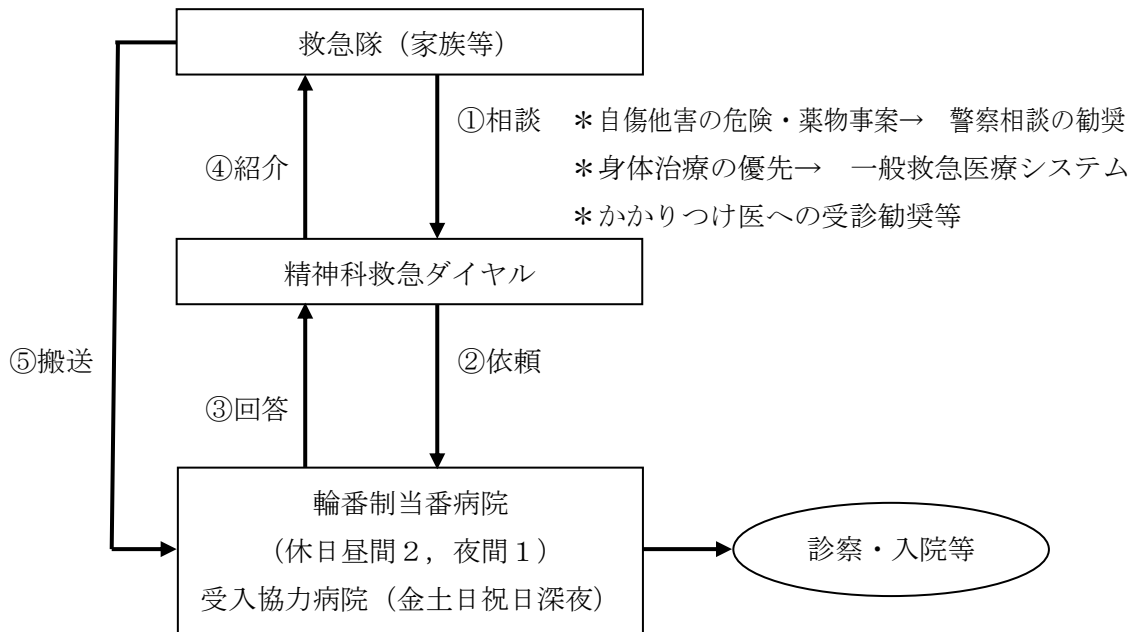 救急隊（家族等）
①相談　＊自傷他害の危険・薬物事案→　警察相談の勧奨
④紹介
＊身体治療の優先→　一般救急医療システム
＊かかりつけ医への受診勧奨等
精神科救急ダイヤル
⑤搬送
②依頼
③回答
輪番制当番病院
（休日昼間２，夜間１）
受入協力病院（金土日祝日深夜）
診察・入院等